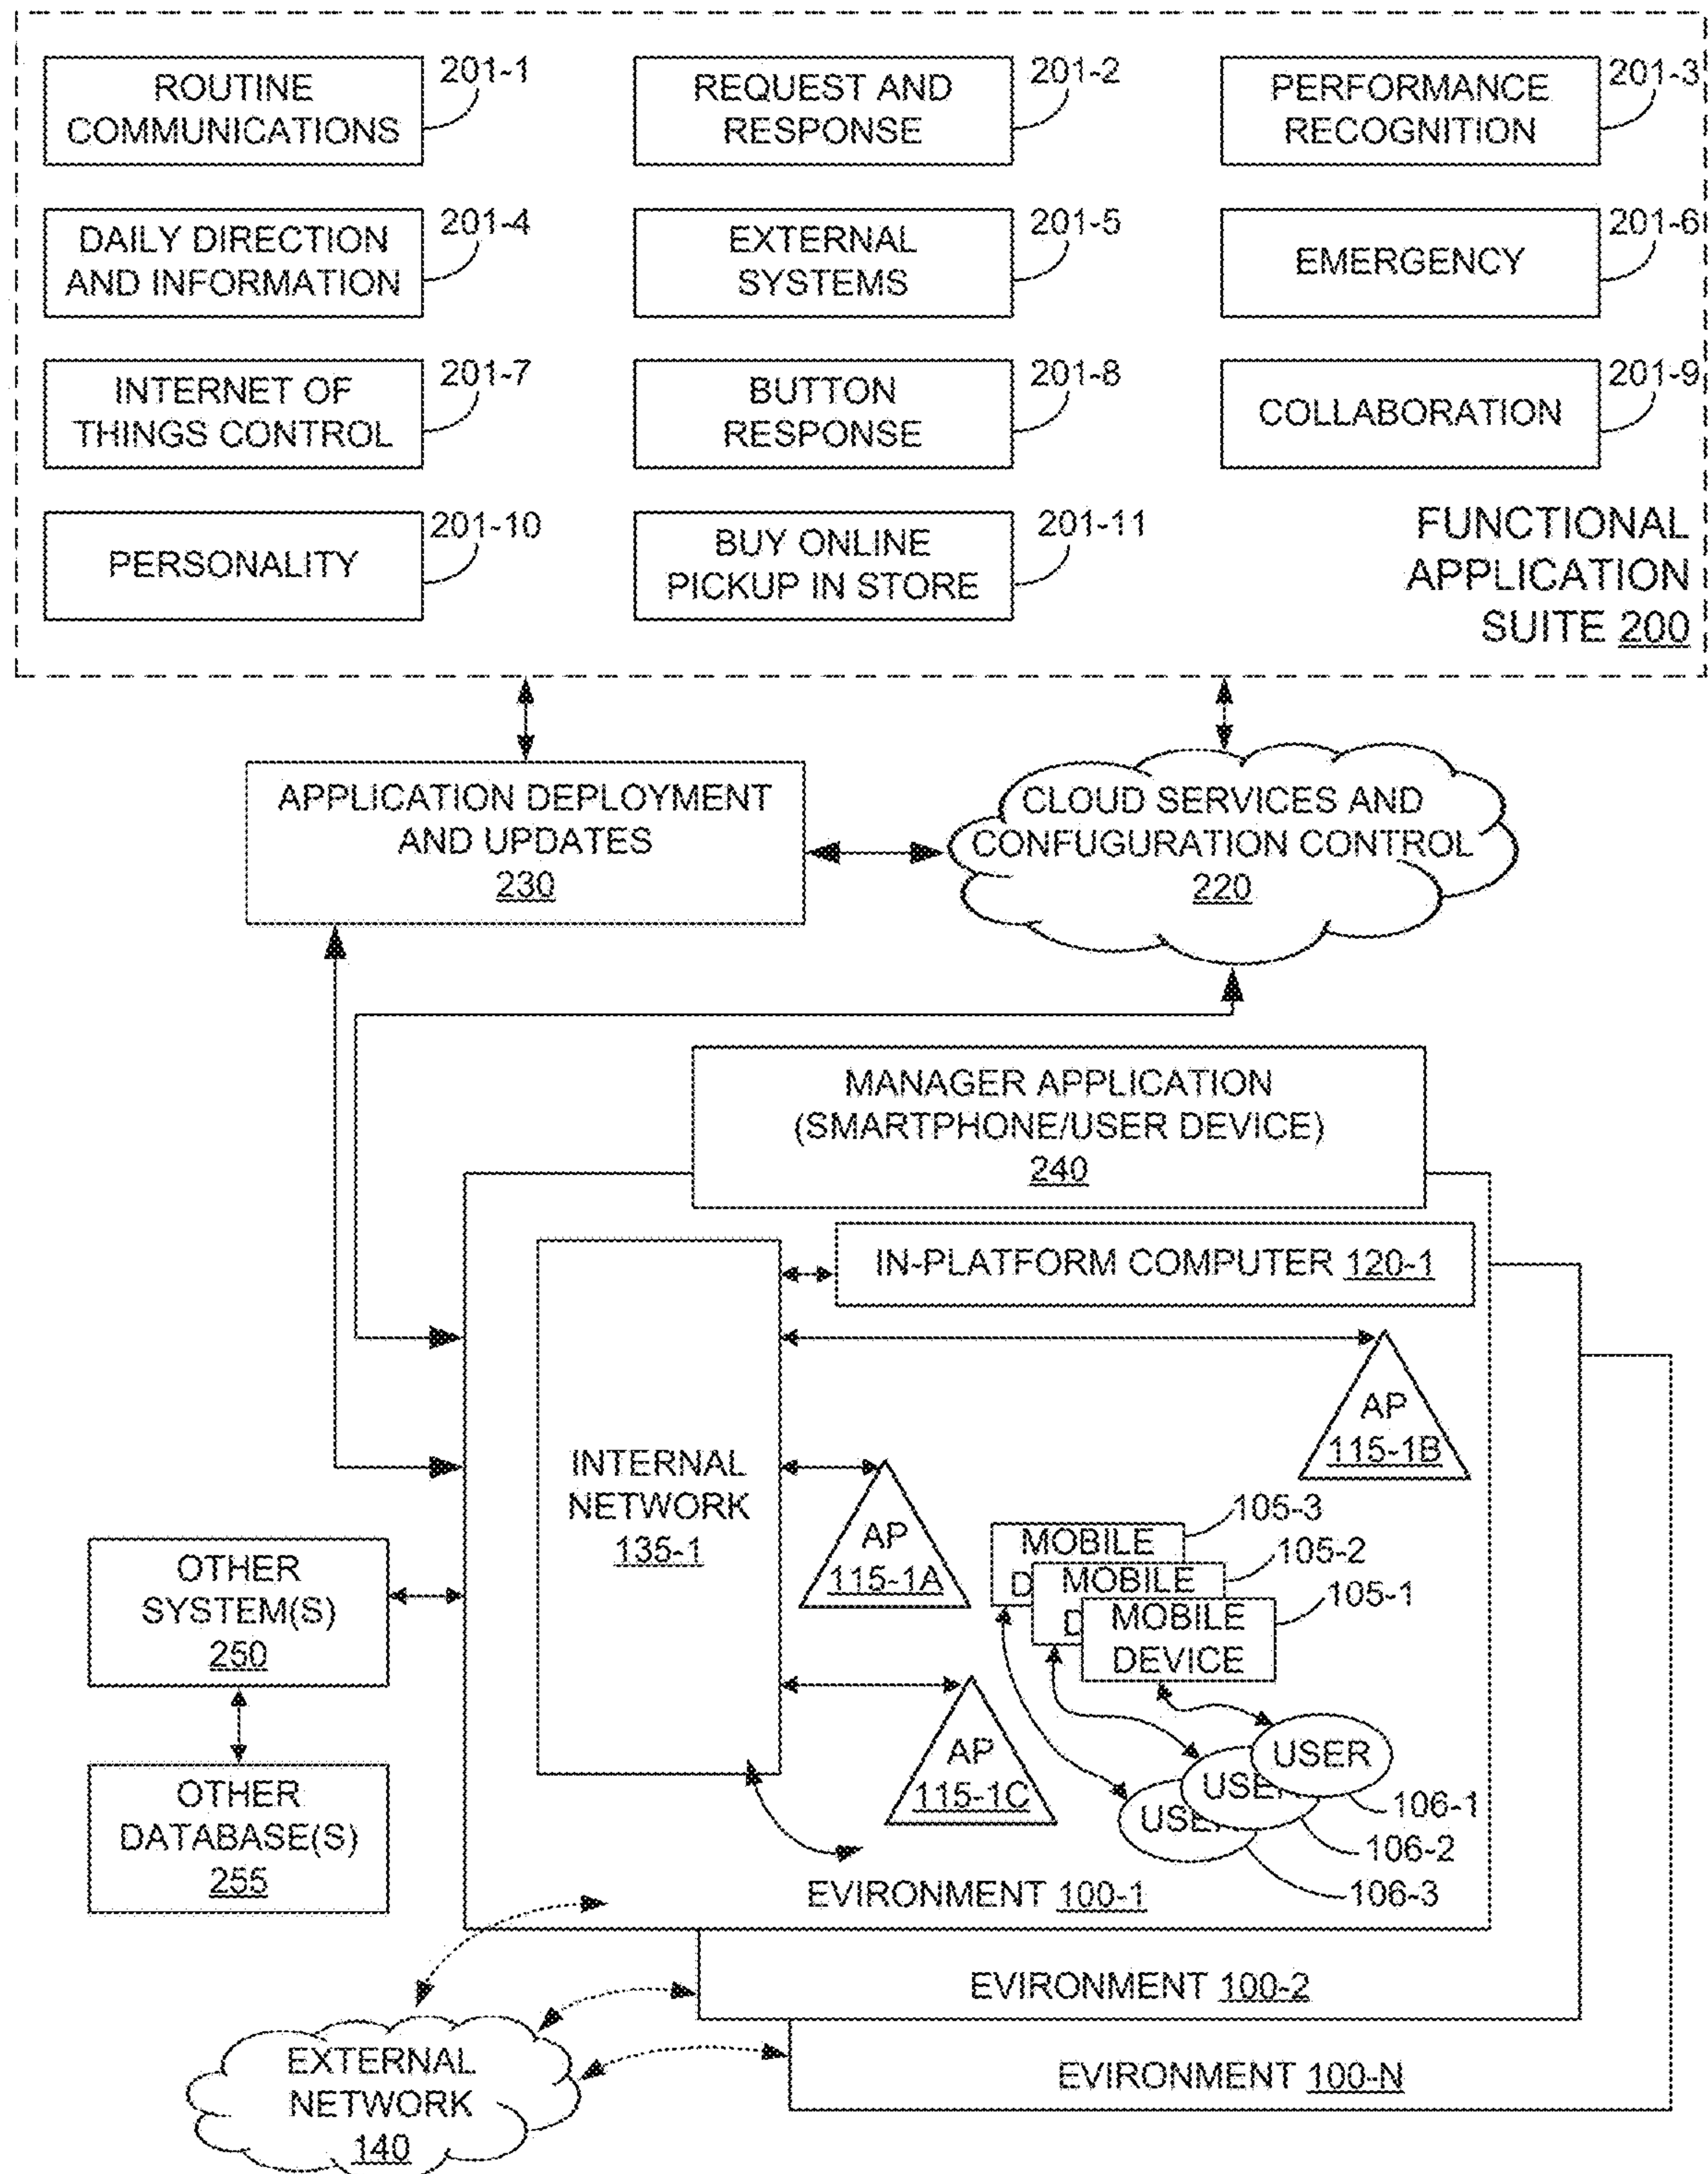 ROUTINE
COMMUNICATIONS
201-1
REQUEST AND
RESPONSE
201-2
PERFORMANCE
RECOGNITION
201-3
DAILY DIRECTION
AND INFORMATION
201-4
EXTERNAL
SYSTEMS
201-5
EMERGENCY
201-6
INTERNET OF
THINGS CONTROL
201-7
BUTTON
RESPONSE
201-8
COLLABORATION
201-9
PERSONALITY
201-10
BUY ONLINE
PICKUP IN STORE
201-11
FUNCTIONAL
APPLICATION
SUITE 200
APPLICATION DEPLOYMENT
AND UPDATES
230
CLOUD SERVICES AND
CONFUGURATION CONTROL
220
MANAGER APPLICATION
(SMARTPHONE/USER DEVICE)
240
IN-PLATFORM COMPUTER 120-1
INTERNAL
NETWORK
135-1
AP
115-1B
AP
115-1A
AP
115-1C
MOBILE
D
105-3
MOBILE
D
105-2
MOBILE
DEVICE
105-1
USER
106-1
USE
106-2
USE
106-3
OTHER
SYSTEM(S)
250
OTHER
DATABASE(S)
255
EVIRONMENT 100-1
EVIRONMENT 100-2
EVIRONMENT 100-N
EXTERNAL
NETWORK
140